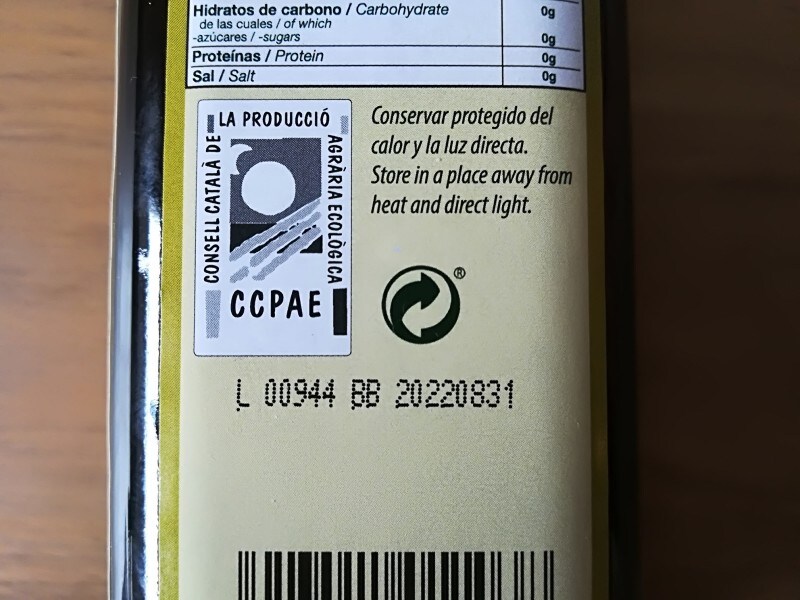 Hidratos de carbono / Carbohydrate 0g
de las cuales / of which
-azúcares / -sugars 0g
Proteínas / Protein 0g
Sal / Salt 0g
CONSELL CATALÀ DE
LA PRODUCCIÓ
AGRÀRIA ECOLÒGICA
CCPAE
Conservar protegido del
calor y la luz directa.
Store in a place away from
heat and direct light.
®
L 00944 BB 20220831